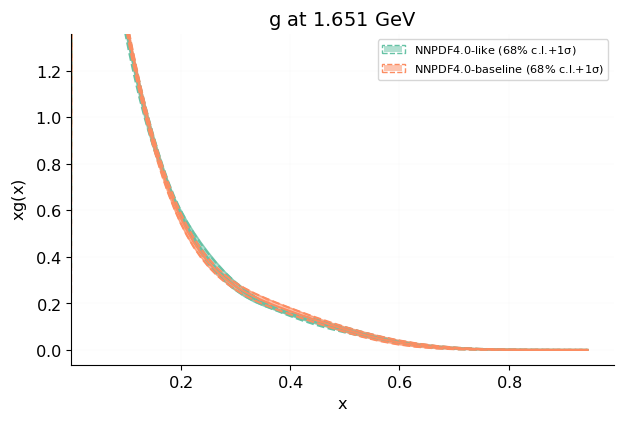 g at 1.651 GeV
NNPDF4.0-like (68% c.l.+1σ)
NNPDF4.0-baseline (68% c.l.+1σ)
xg(x)
1.2
1.0
0.8
0.6
0.4
0.2
0.0
0.2 0.4 0.6 0.8
x